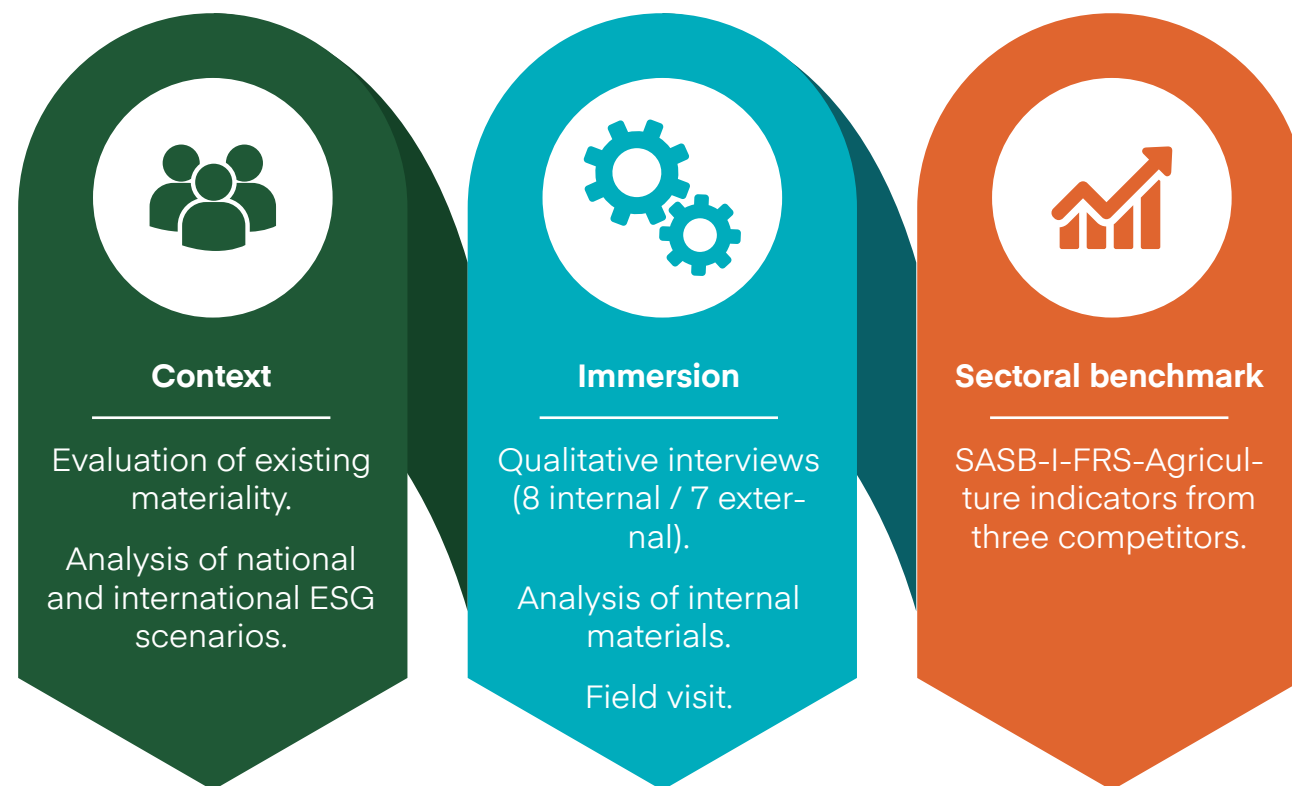 Context
Evaluation of existing
materiality.
Analysis of national
and international ESG
scenarios.
Immersion
Qualitative interviews
(8 internal / 7 exter-
nal).
Analysis of internal
materials.
Field visit.
Sectoral benchmark
SASB-I-FRS-Agricul-
ture indicators from
three competitors.